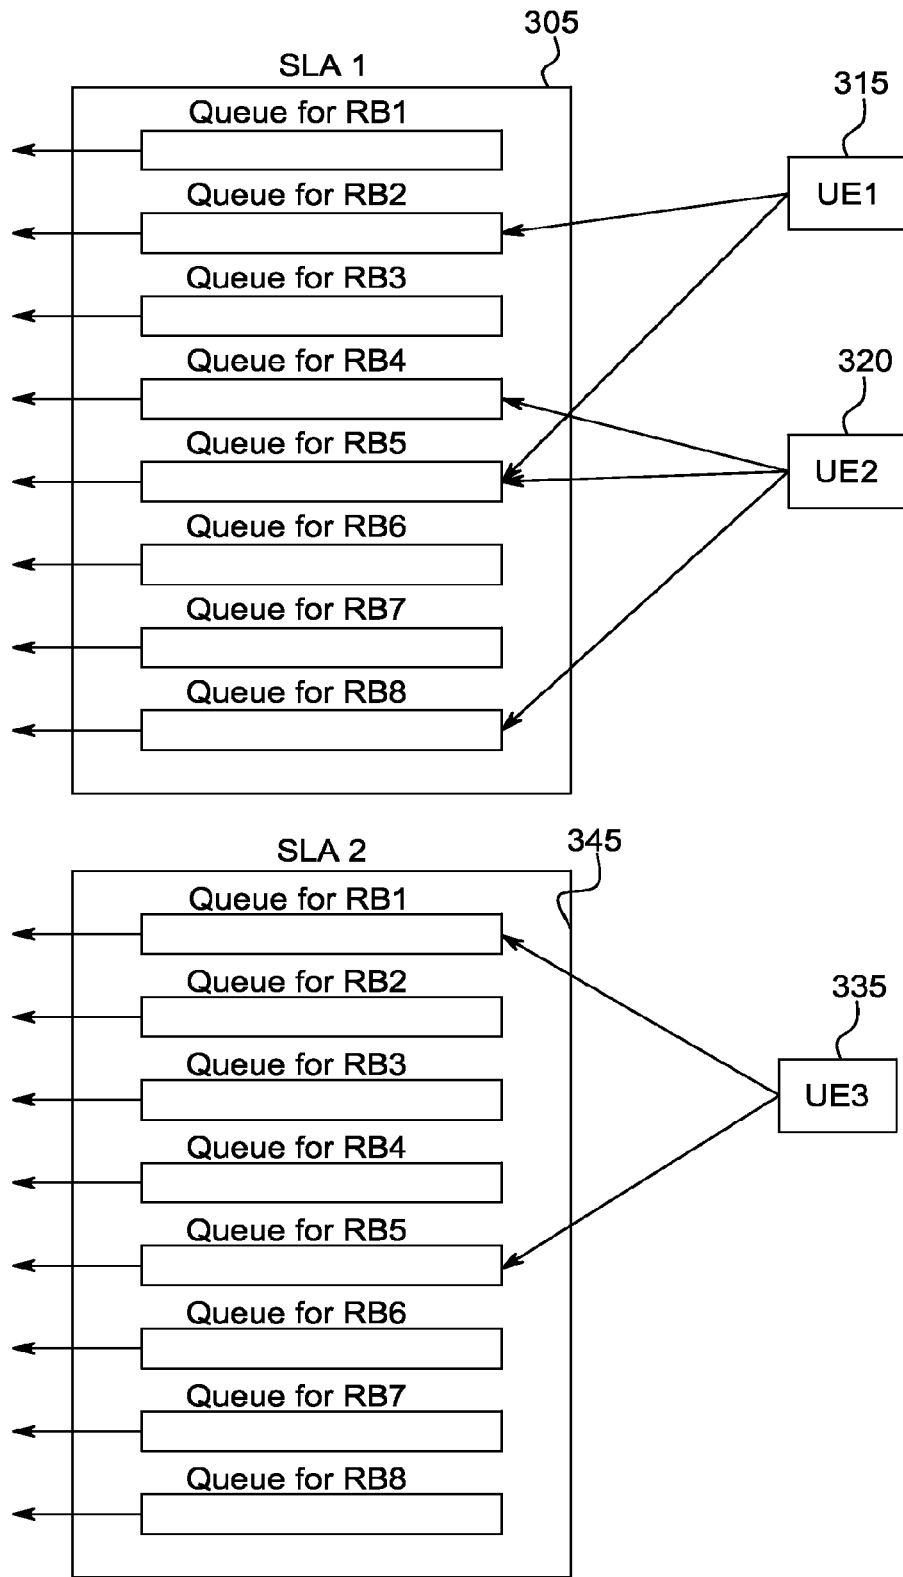 305
SLA 1
315
Queue for RB1
UE1
Queue for RB2
Queue for RB3
320
Queue for RB4
UE2
Queue for RB5
Queue for RB6
Queue for RB7
Queue for RB8
345
SLA 2
Queue for RB1
Queue for RB2
335
Queue for RB3
UE3
Queue for RB4
Queue for RB5
Queue for RB6
Queue for RB7
Queue for RB8